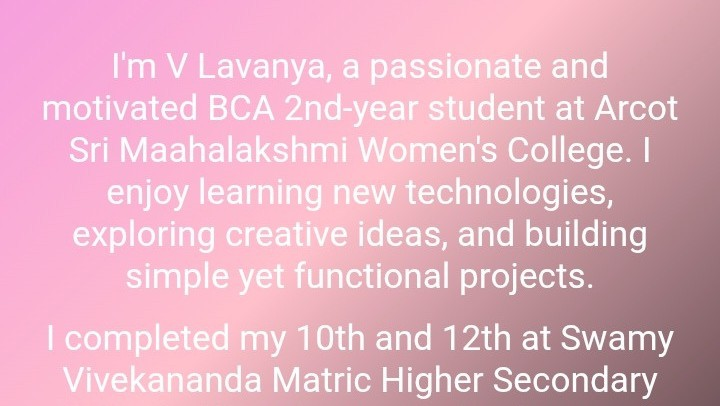 I'm V Lavanya, a passionate and
motivated BCA 2nd-year student at Arcot
Sri Maahalakshmi Women's College. I
enjoy learning new technologies,
exploring creative ideas, and building
simple yet functional projects.
I completed my 10th and 12th at Swamy
Vivekananda Matric Higher Secondary